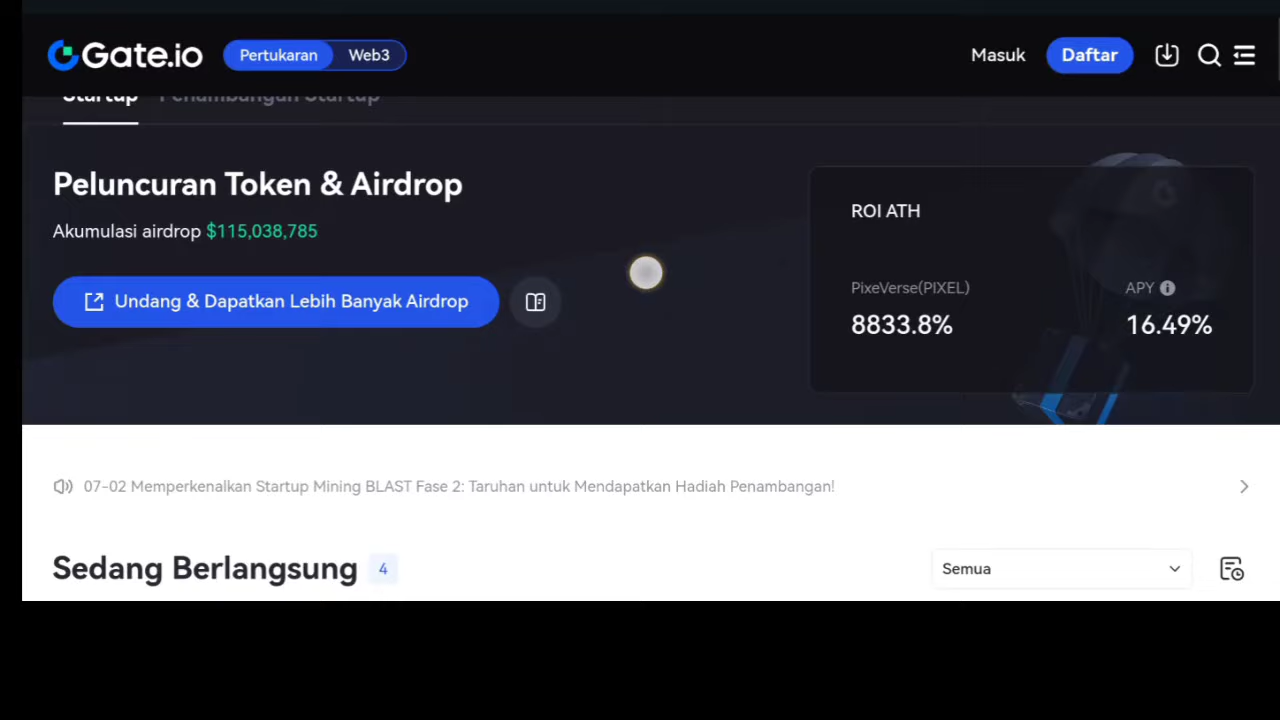 Gate.io
Pertukaran
Web3
Masuk
Daftar
Startup
Penambangan Startup
Peluncuran Token & Airdrop
Akumulasi airdrop $115,038,785
Undang & Dapatkan Lebih Banyak Airdrop
ROI ATH
PixeVerse(PIXEL)
APY
8833.8%
16.49%
07-02 Memperkenalkan Startup Mining BLAST Fase 2: Taruhan untuk Mendapatkan Hadiah Penambangan!
Sedang Berlangsung 4
Semua